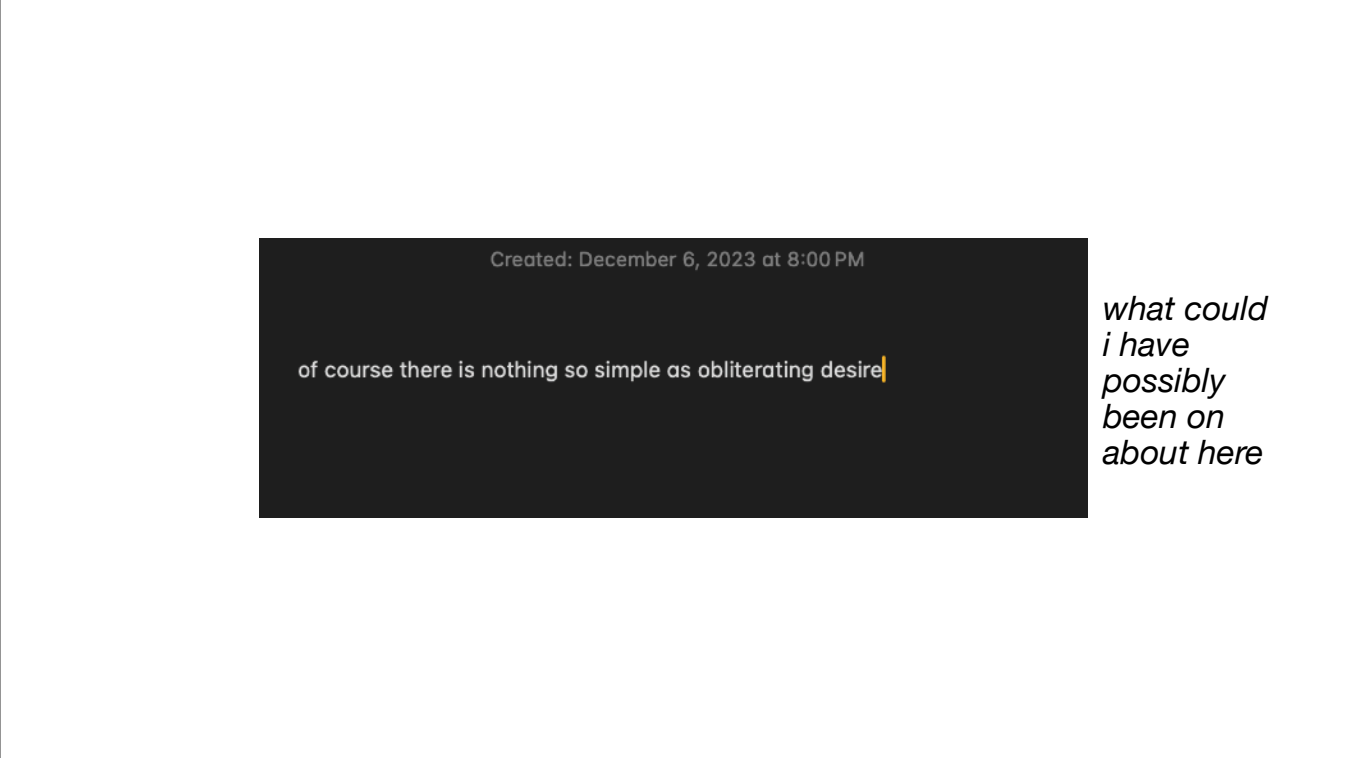 Created: December 6, 2023 at 8:00 PM
of course there is nothing so simple as obliterating desire
what could
i have
possibly
been on
about here